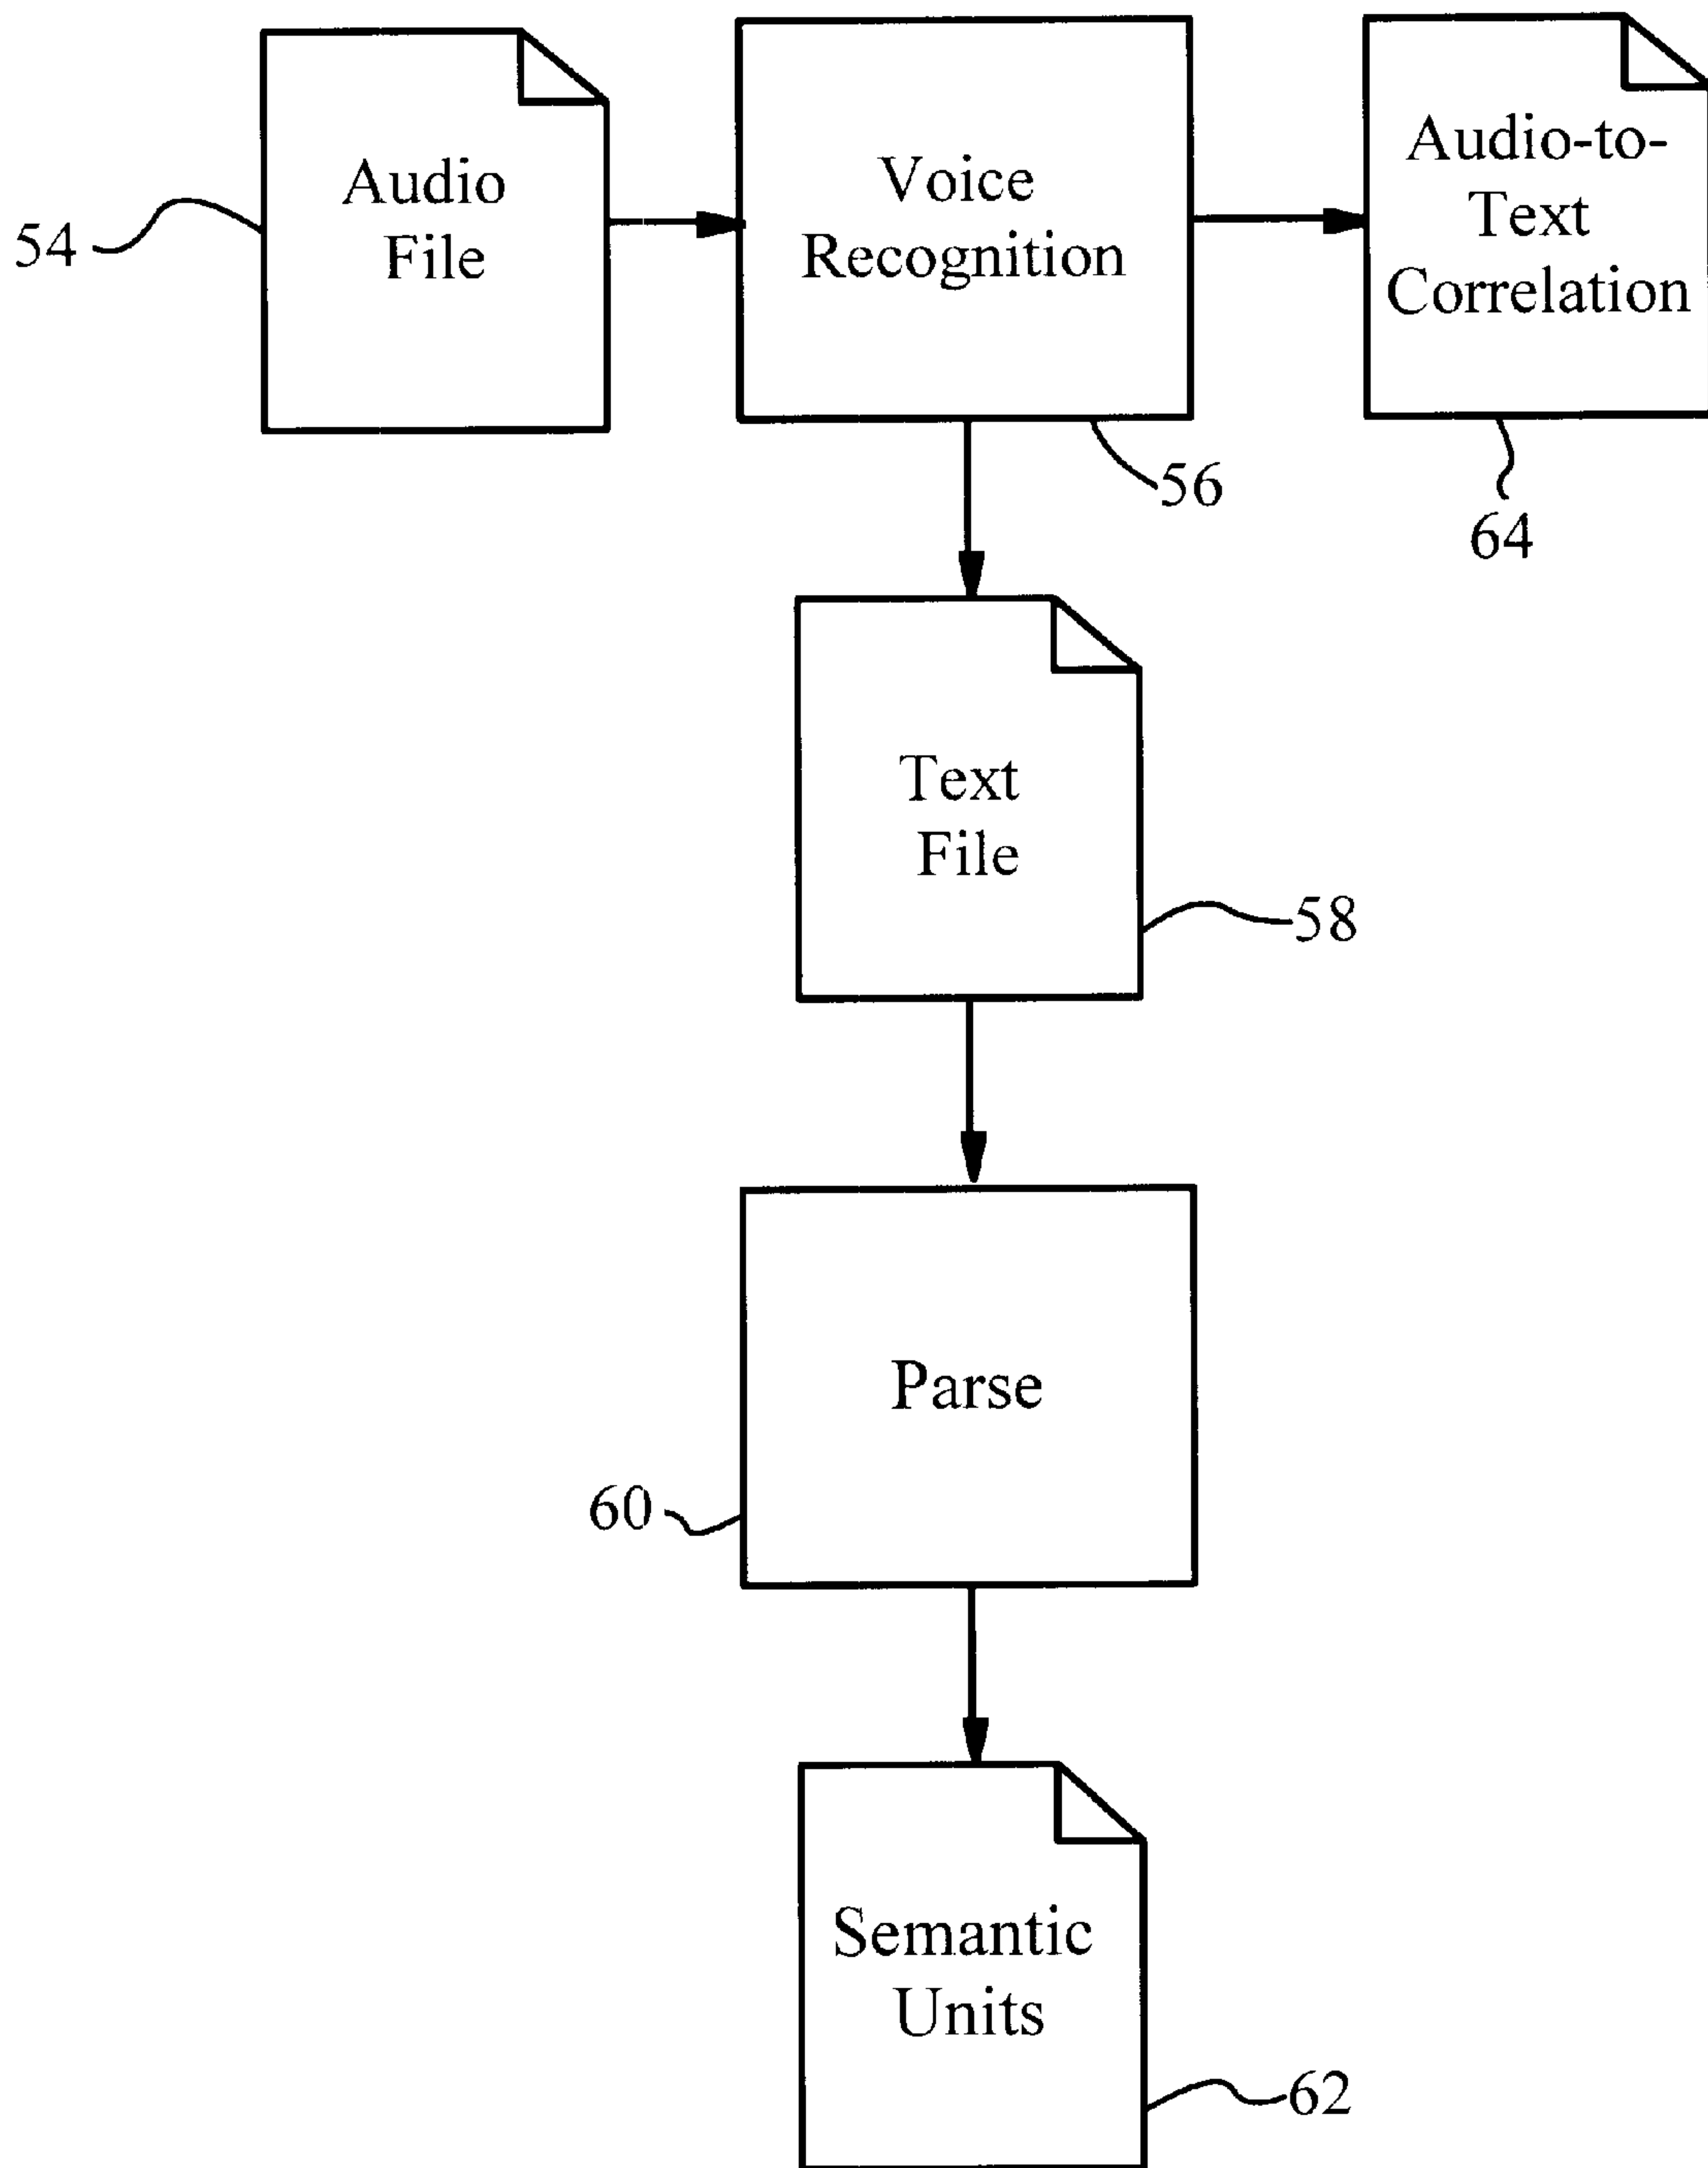 Audio
File
54
Voice
Recognition
56
Audio-to-
Text
Correlation
64
Text
File
58
Parse
60
Semantic
Units
62